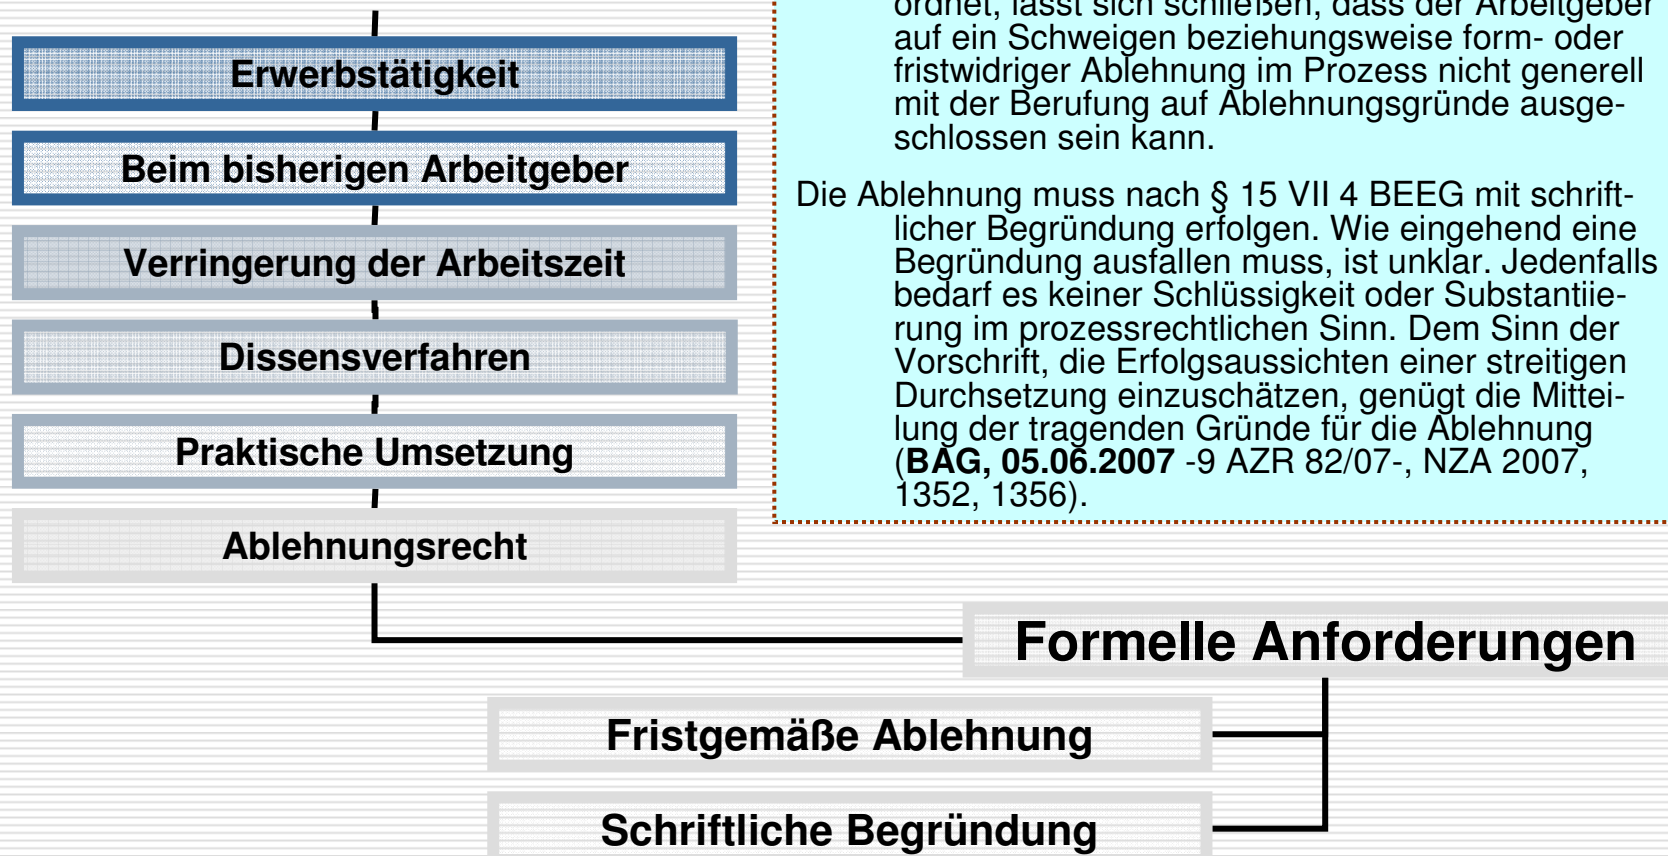 Erwerbstätigkeit
Beim bisherigen Arbeitgeber
Verringerung der Arbeitszeit
Dissensverfahren
Praktische Umsetzung
Ablehnungsrecht
ordnet, lässt sich schließen, dass der Arbeitgeber
auf ein Schweigen beziehungsweise form- oder
fristwidriger Ablehnung im Prozess nicht generell
mit der Berufung auf Ablehnungsgründe ausge-
schlossen sein kann.
Die Ablehnung muss nach § 15 VII 4 BEEG mit schrift-
licher Begründung erfolgen. Wie eingehend eine
Begründung ausfallen muss, ist unklar. Jedenfalls
bedarf es keiner Schlüssigkeit oder Substantiie-
rung im prozessrechtlichen Sinn. Dem Sinn der
Vorschrift, die Erfolgsaussichten einer streitigen
Durchsetzung einzuschätzen, genügt die Mittei-
lung der tragenden Gründe für die Ablehnung
(BAG, 05.06.2007 -9 AZR 82/07-, NZA 2007,
1352, 1356).
Formelle Anforderungen
Fristgemäße Ablehnung
Schriftliche Begründung